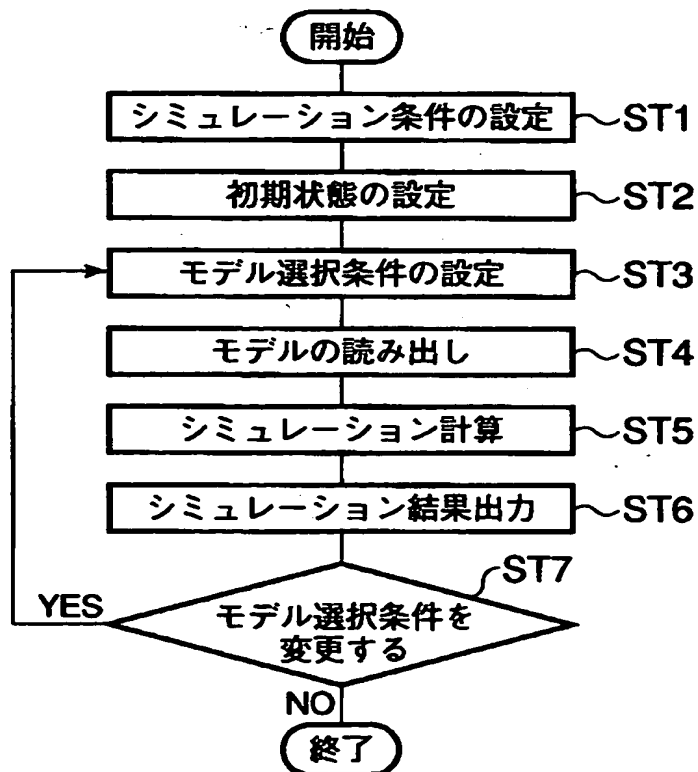 開始
シミュレーション条件の設定
ST1
初期状態の設定
ST2
モデル選択条件の設定
ST3
モデルの読み出し
ST4
シミュレーション計算
ST5
シミュレーション結果出力
ST6
ST7
YES
モデル選択条件を
変更する
NO
終了